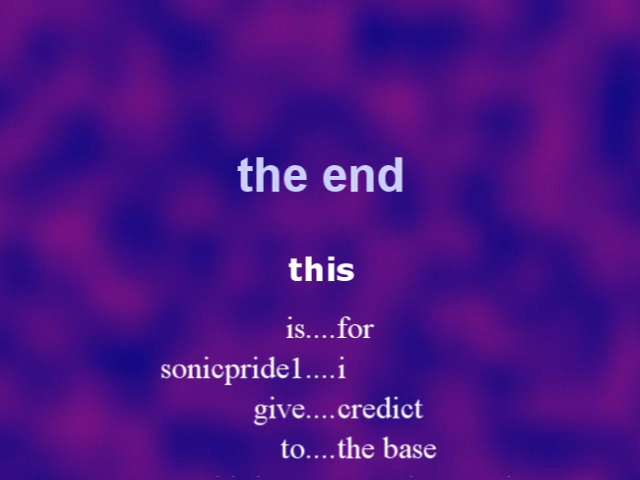 the end
this
is....for
sonicpride1....i
give....credict
to....the base